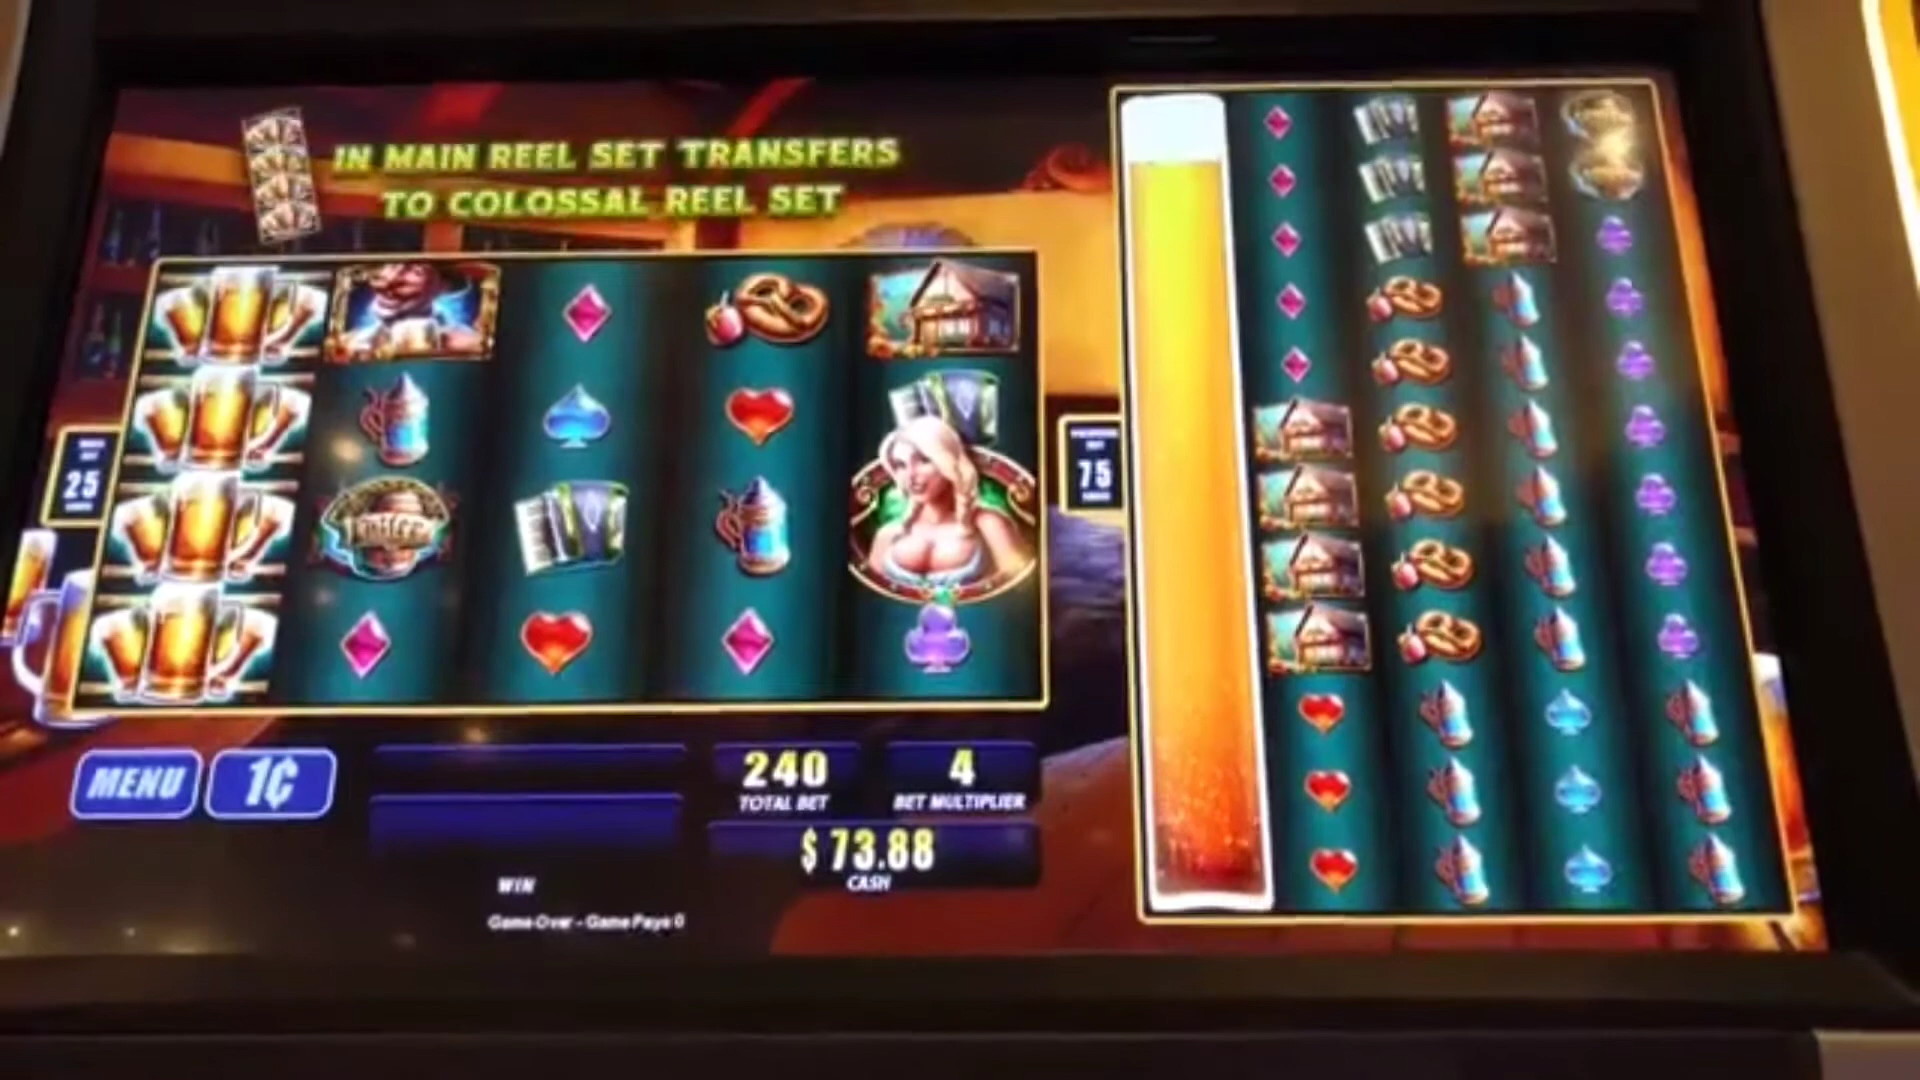 IN MAIN REEL SET TRANSFERS
TO COLOSSAL REEL SET
25
75
MENU
1¢
240
TOTAL BET
4
BET MULTIPLIER
$ 73.88
CASH
WIN
Game Over - Game Pays 0